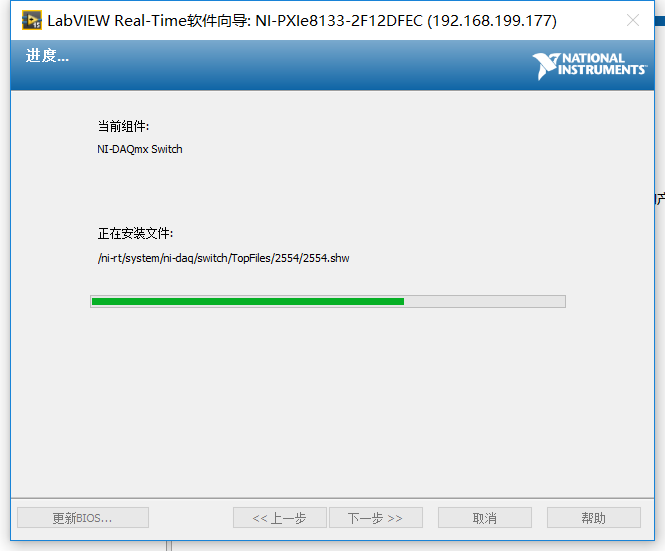 LabVIEW Real-Time软件向导: NI-PXIe8133-2F12DFEC (192.168.199.177)
进度...
NATIONAL
INSTRUMENTS
当前组件:
NI-DAQmx Switch
正在安装文件:
/ni-rt/system/ni-daq/switch/TopFiles/2554/2554.shw
更新BIOS...
<< 上一步
下一步 >>
取消
帮助